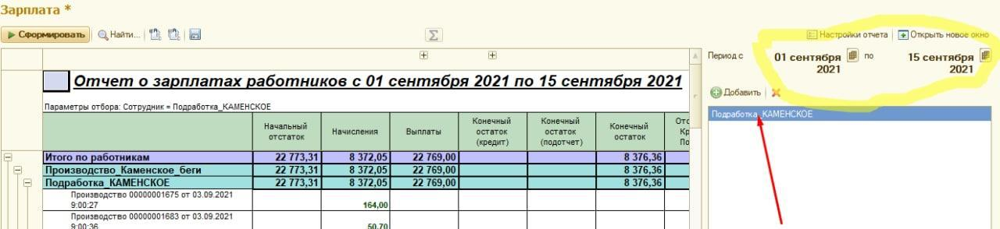 Зарплата *
Сформировать Найти... Σ Настройки отчета Открыть новое окно
Период с 01 сентября 2021 по 15 сентября 2021
Добавить
Подработка_КАМЕНСКОЕ
Отчет о зарплатах работников с 01 сентября 2021 по 15 сентября 2021
Параметры отбора: Сотрудник = Подработка_КАМЕНСКОЕ
Начальный отстаток Начисления Выплаты Конечный остаток (кредит) Конечный остаток (подотчет) Конечный остаток
Итого по работникам 22 773,31 8 372,05 22 769,00 8 376,36
Производство_Каменское_беги 22 773,31 8 372,05 22 769,00 8 376,36
Подработка_КАМЕНСКОЕ 22 773,31 8 372,05 22 769,00 8 376,36
Производство 00000001675 от 03.09.2021
9:00:27 164,00
Производство 00000001683 от 03.09.2021
9:00:36 50,70